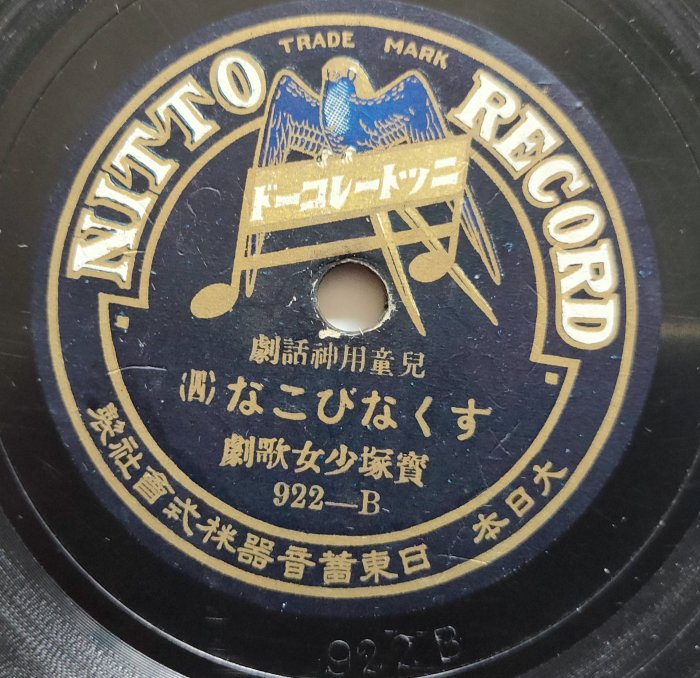 TRADE MARK
NITTO RECORD
ニットーレコード
兒童用神話劇
すくなびこな(四)
寶塚少女歌劇
922—B
大日本 日東蓄音器株式會社製
922 B